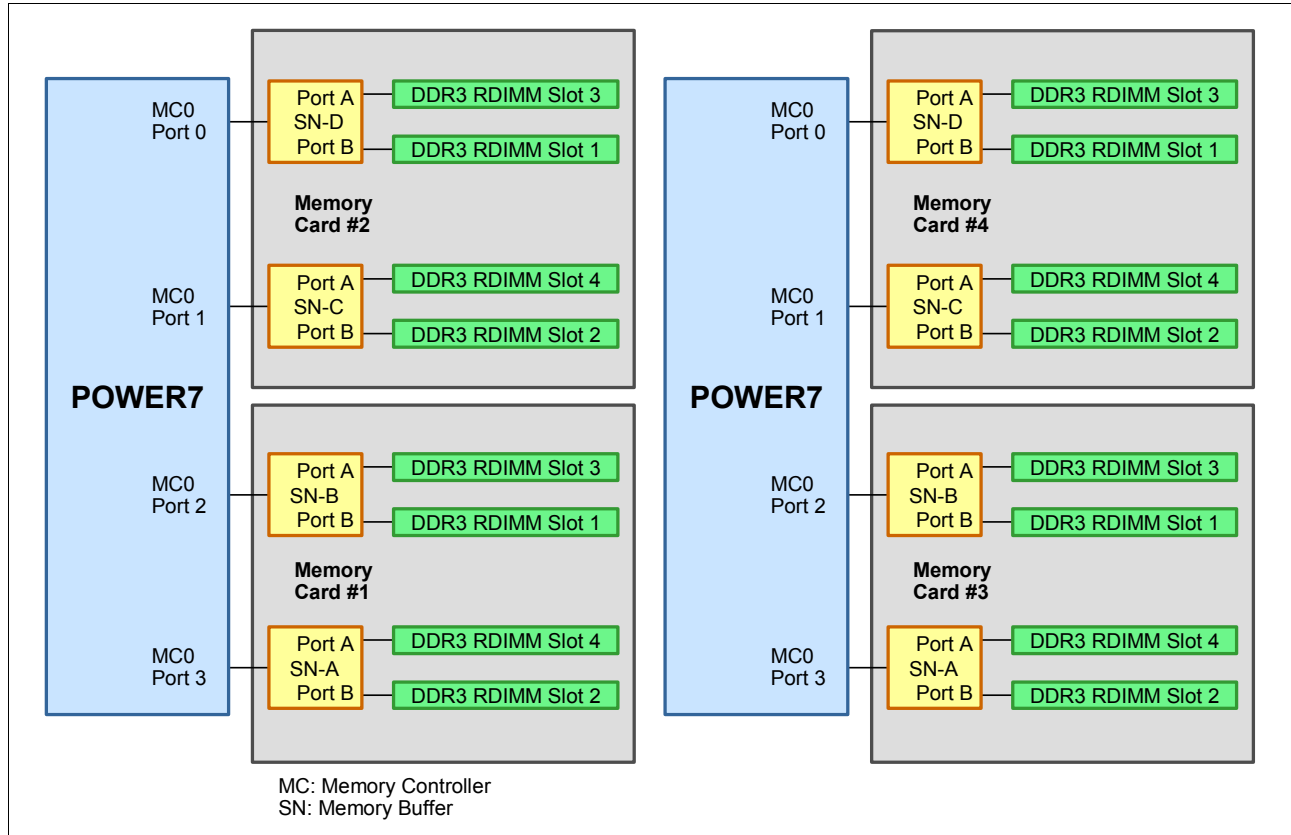 MC0
Port 0
Port A
SN-D
Port B
DDR3 RDIMM Slot 3
DDR3 RDIMM Slot 1
Memory
Card #2
MC0
Port 1
Port A
SN-C
Port B
DDR3 RDIMM Slot 4
DDR3 RDIMM Slot 2
POWER7
MC0
Port 2
Port A
SN-B
Port B
DDR3 RDIMM Slot 3
DDR3 RDIMM Slot 1
Memory
Card #1
MC0
Port 3
Port A
SN-A
Port B
DDR3 RDIMM Slot 4
DDR3 RDIMM Slot 2
MC0
Port 0
Port A
SN-D
Port B
DDR3 RDIMM Slot 3
DDR3 RDIMM Slot 1
Memory
Card #4
MC0
Port 1
Port A
SN-C
Port B
DDR3 RDIMM Slot 4
DDR3 RDIMM Slot 2
POWER7
MC0
Port 2
Port A
SN-B
Port B
DDR3 RDIMM Slot 3
DDR3 RDIMM Slot 1
Memory
Card #3
MC0
Port 3
Port A
SN-A
Port B
DDR3 RDIMM Slot 4
DDR3 RDIMM Slot 2
MC: Memory Controller
SN: Memory Buffer